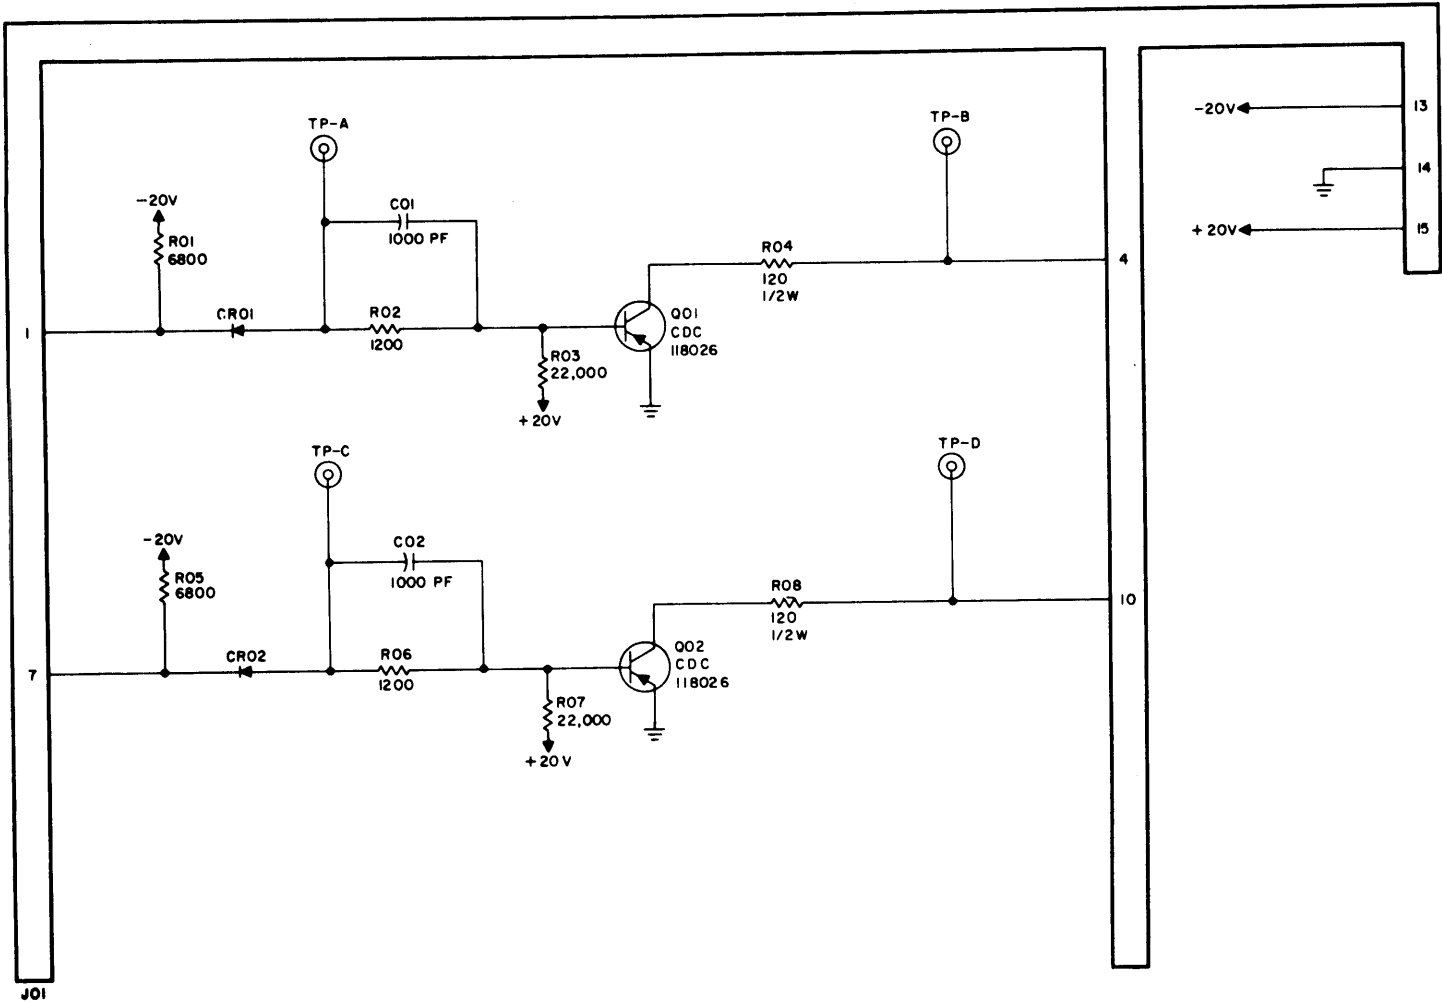 -20V
13
TP-A
TP-B
14
-20V
C01
1000 PF
+20V
15
R01
6800
R04
120
1/2W
4
1
CR01
R02
1200
Q01
CDC
118026
R03
22,000
+20V
TP-C
TP-D
-20V
C02
1000 PF
R05
6800
R08
120
1/2W
10
7
CR02
R06
1200
Q02
CDC
118026
R07
22,000
+20V
J01